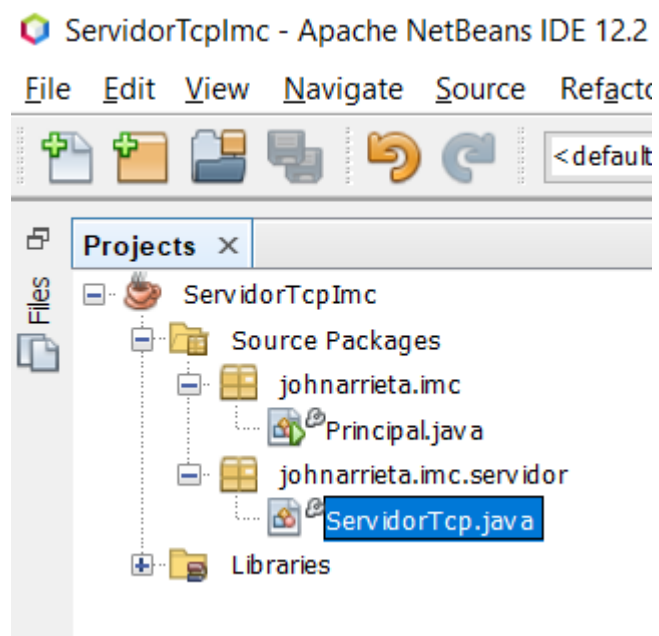 ServidorTcpImc - Apache NetBeans IDE 12.2
File Edit View Navigate Source Refacto
<default
Files
Projects ×
ServidorTcpImc
Source Packages
johnarrieta.imc
Principal.java
johnarrieta.imc.servidor
ServidorTcp.java
Libraries